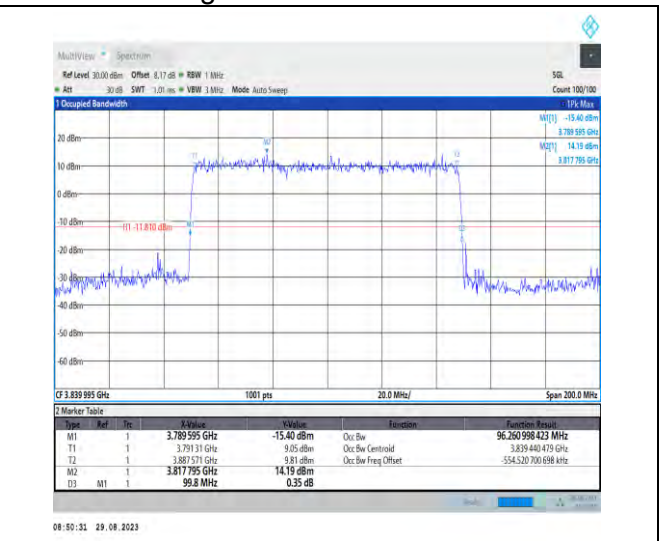 MultiView Spectrum
Ref Level 30.00 dBm Offset 8.17 dB RBW 1 MHz SGL
Att 30 dB SWT 1.01 ms VBW 3 MHz Mode Auto Sweep Count 100/100
1 Occupied Bandwidth 1Pk Max
M1[1] -15.40 dBm
3.789 595 GHz
M2[1] 14.19 dBm
3.817 795 GHz
20 dBm
M2
T1 T2
10 dBm
0 dBm
-10 dBm
H1 -11.810 dBm M1
D3
-20 dBm
-30 dBm
-40 dBm
-50 dBm
-60 dBm
CF 3.839 995 GHz 1001 pts 20.0 MHz/ Span 200.0 MHz
2 Marker Table
Type Ref Trc X-Value Y-Value Function Function Result
M1 1 3.789 595 GHz -15.40 dBm Occ Bw 96.260 998 423 MHz
T1 1 3.79131 GHz 9.05 dBm Occ Bw Centroid 3.839 440 479 GHz
T2 1 3.887 571 GHz 9.81 dBm Occ Bw Freq Offset -554.520 700 698 kHz
M2 1 3.817 795 GHz 14.19 dBm
D3 M1 1 99.8 MHz 0.35 dB
08:50:31 29.08.2023